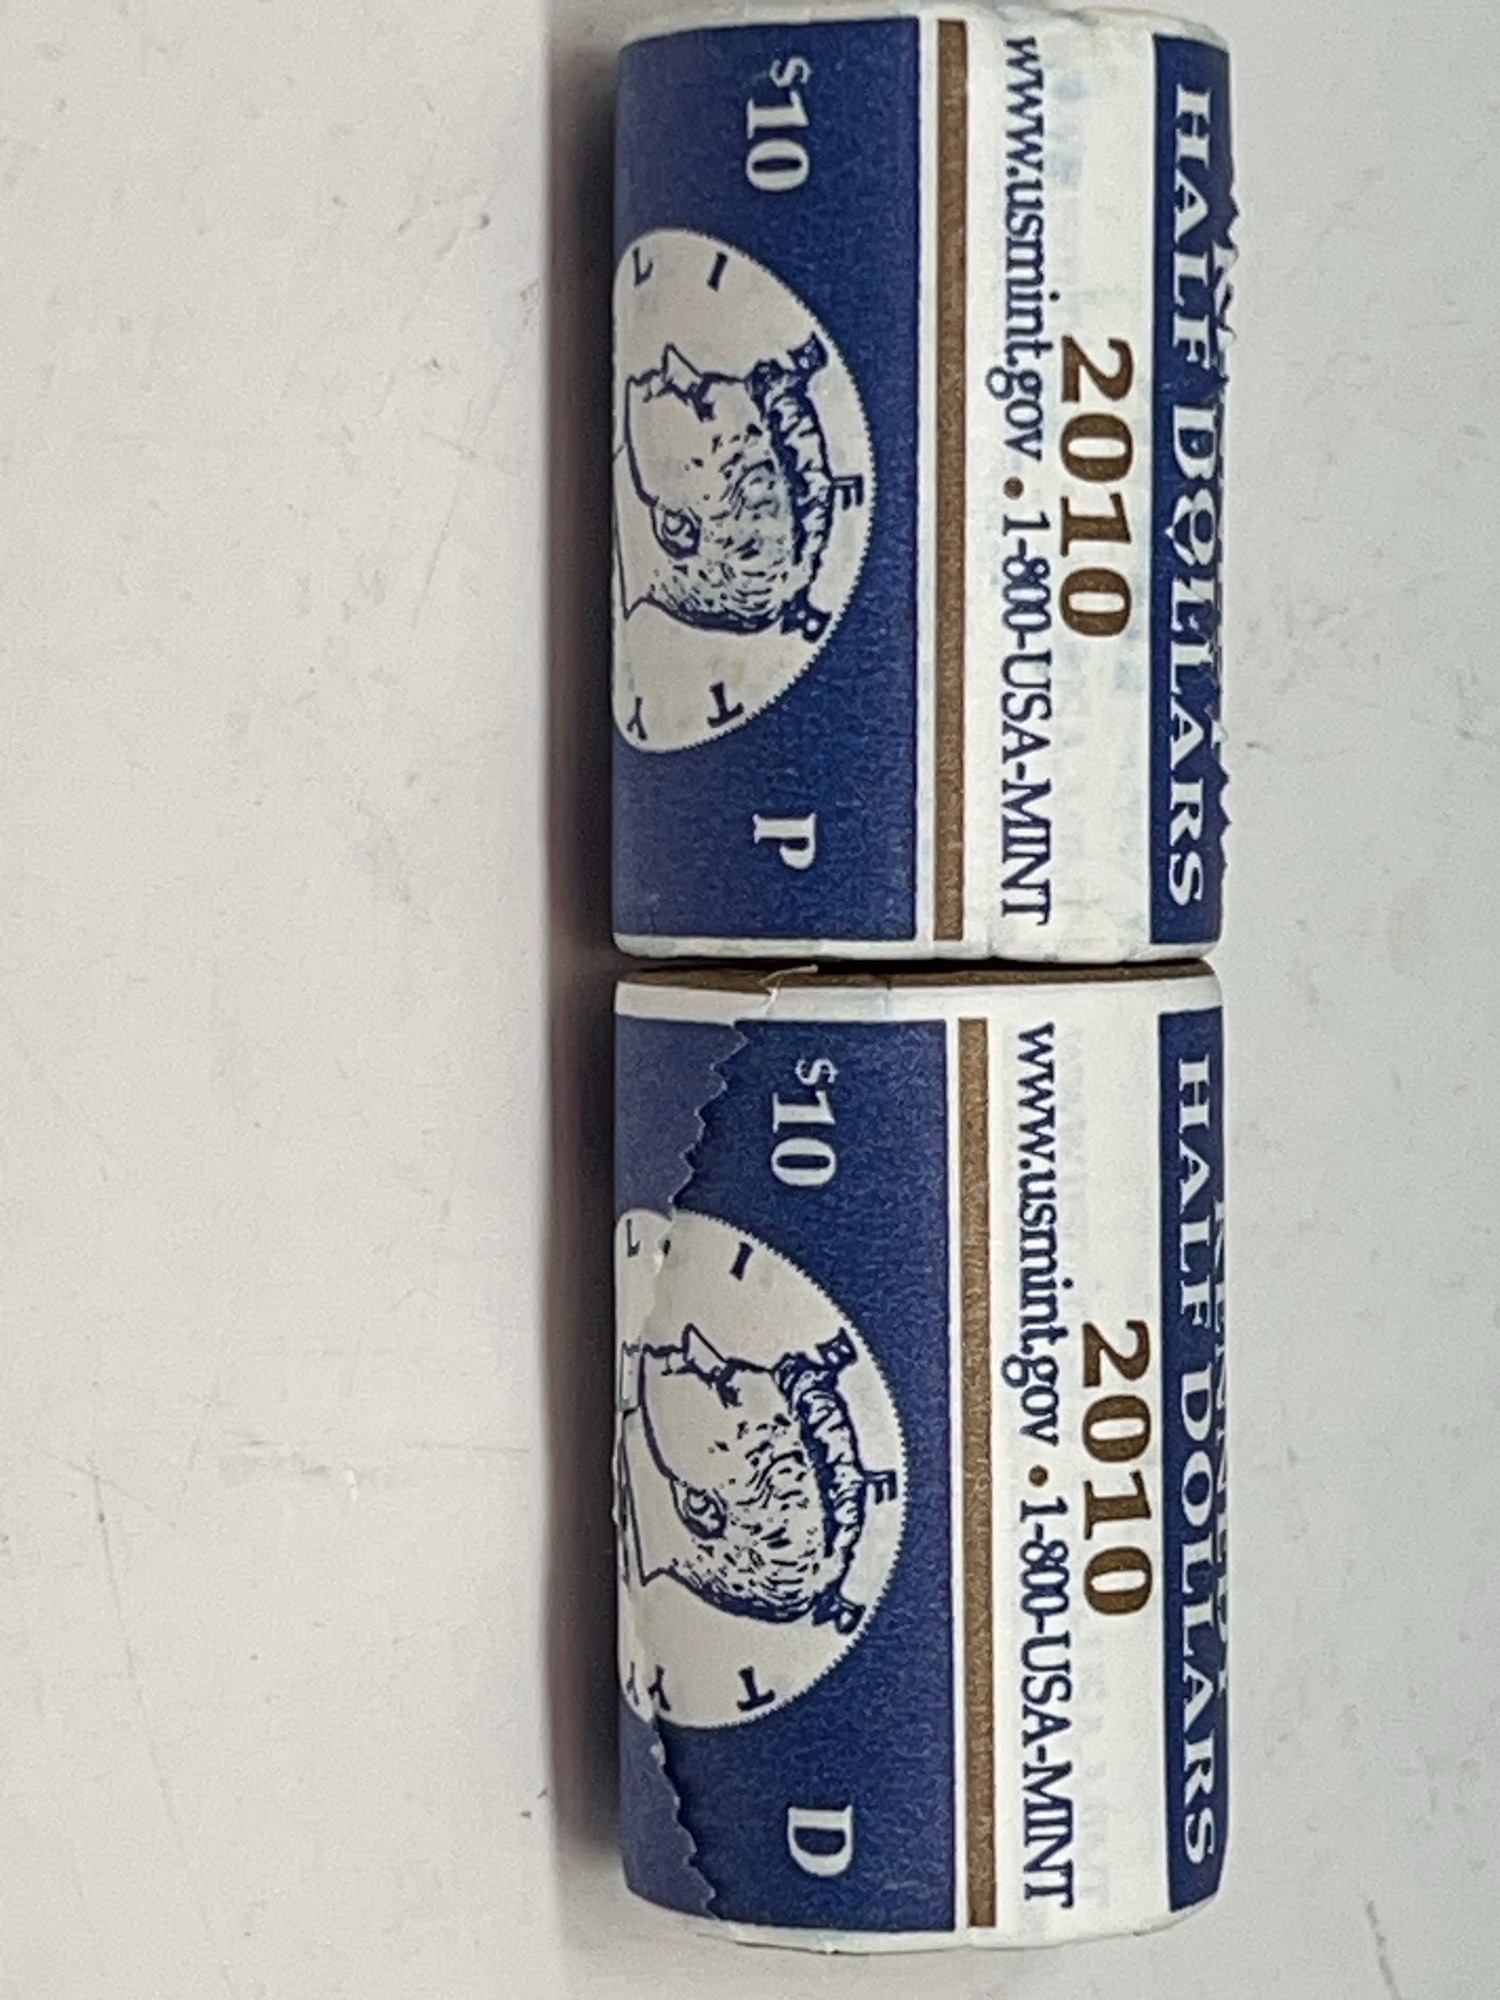 HALF DOLLARS
2010
www.usmint.gov • 1-800-USA-MINT
$10 P
LIBERTY
HALF DOLLARS
2010
www.usmint.gov • 1-800-USA-MINT
$10 D
LIBERTY